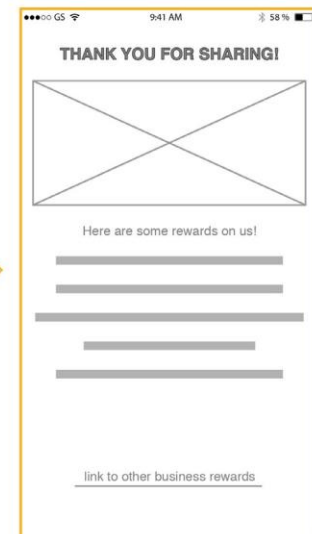 ●●●○○ GS 9:41 AM 58 %
THANK YOU FOR SHARING!
Here are some rewards on us!
link to other business rewards